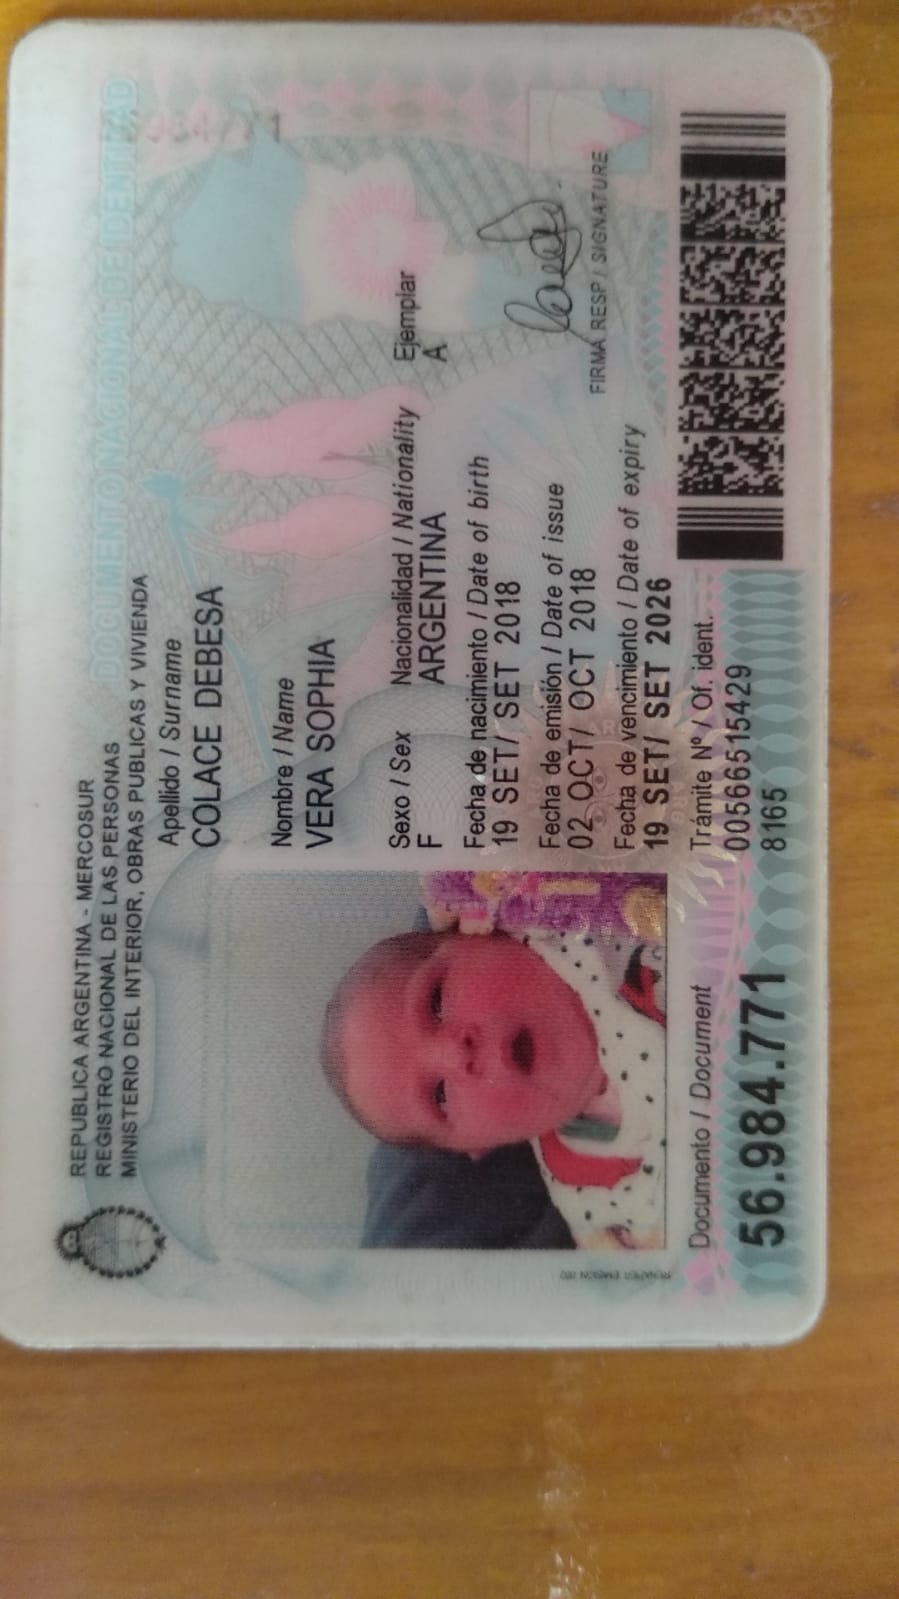 DOCUMENTO NACIONAL DE IDENTIDAD
REPUBLICA ARGENTINA - MERCOSUR
REGISTRO NACIONAL DE LAS PERSONAS
MINISTERIO DEL INTERIOR, OBRAS PUBLICAS Y VIVIENDA
Apellido / Surname
COLACE DEBESA
Nombre / Name
VERA SOPHIA
Sexo / Sex Nacionalidad / Nationality Ejemplar
F ARGENTINA A
Fecha de nacimiento / Date of birth
19 SET/ SET 2018
Fecha de emisión / Date of issue
02 OCT/ OCT 2018
FIRMA RESP / SIGNATURE
Fecha de vencimiento / Date of expiry
19 SET/ SET 2026
Documento / Document
56.984.771
Trámite Nº / Of. ident.
00566515429
8165